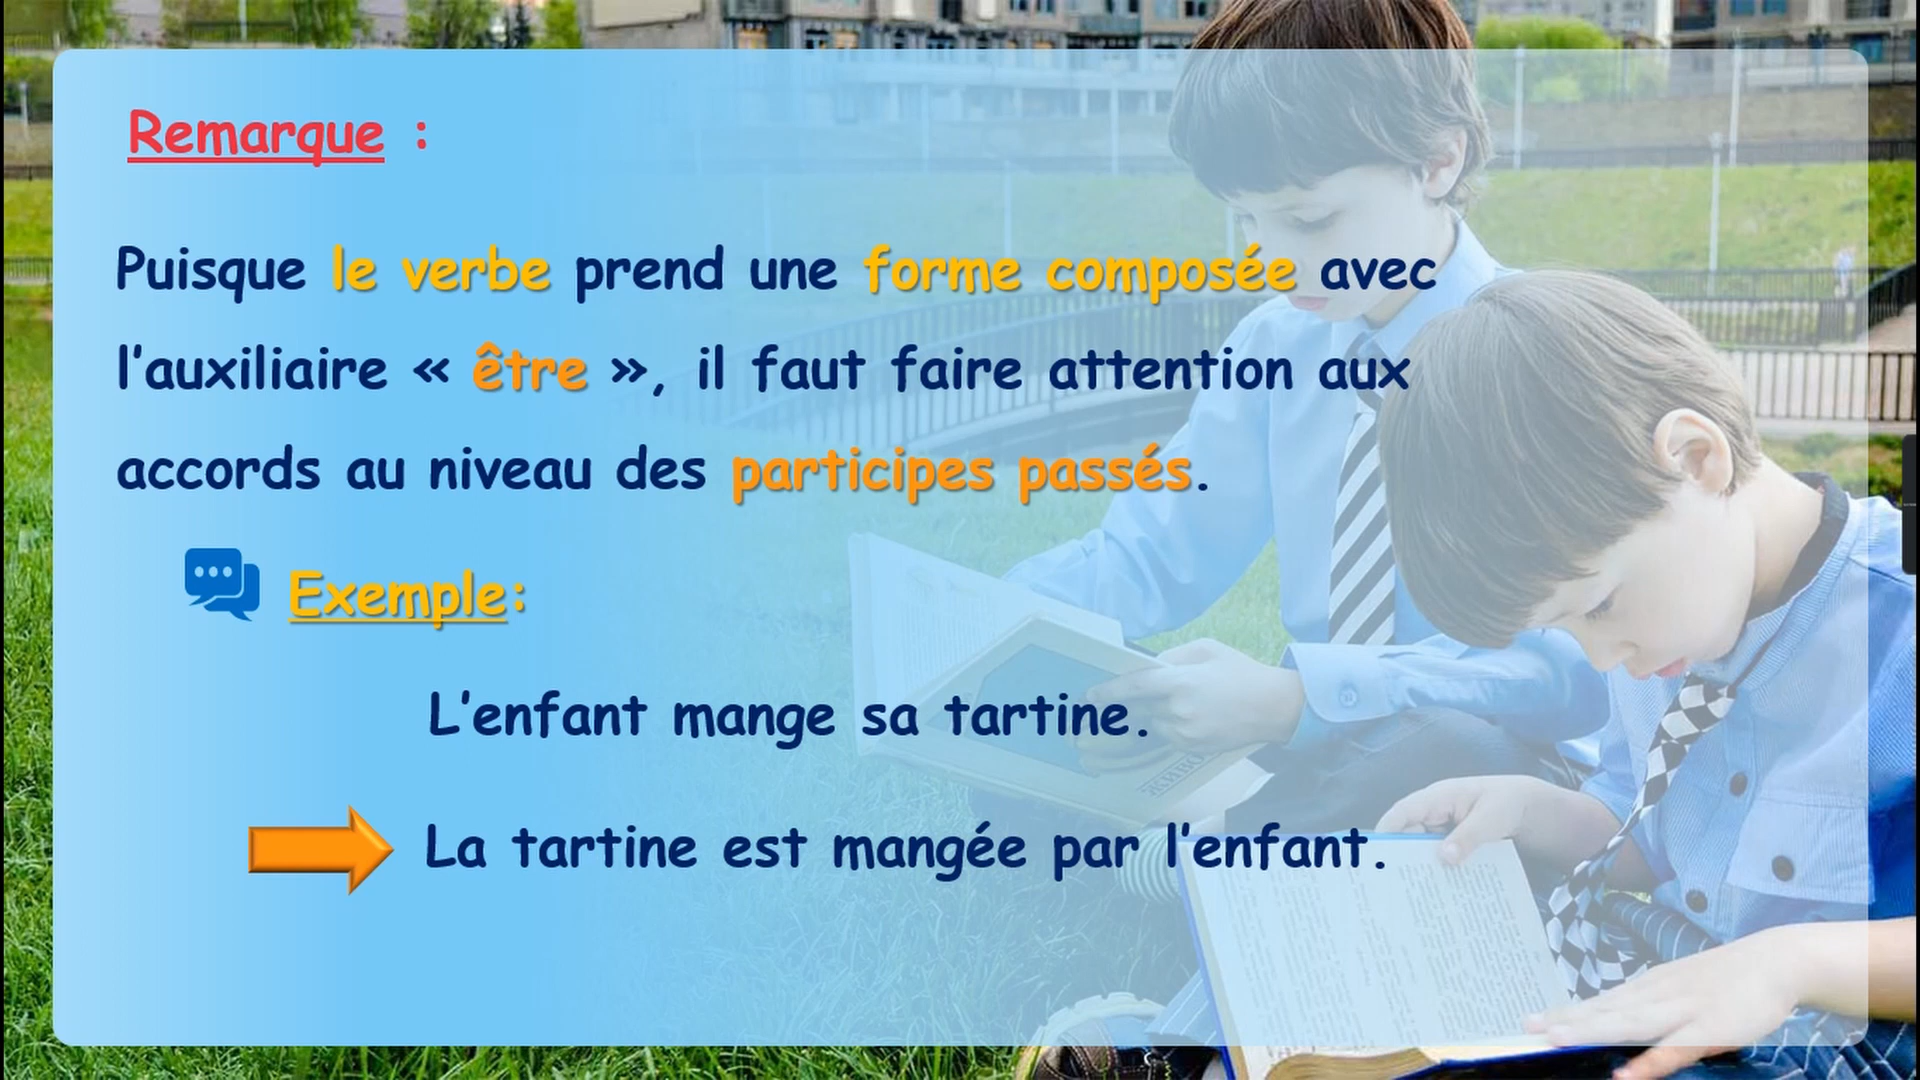 Remarque :
Puisque le verbe prend une forme composée avec
l'auxiliaire « être », il faut faire attention aux
accords au niveau des participes passés.
Exemple:
L'enfant mange sa tartine.
La tartine est mangée par l'enfant.